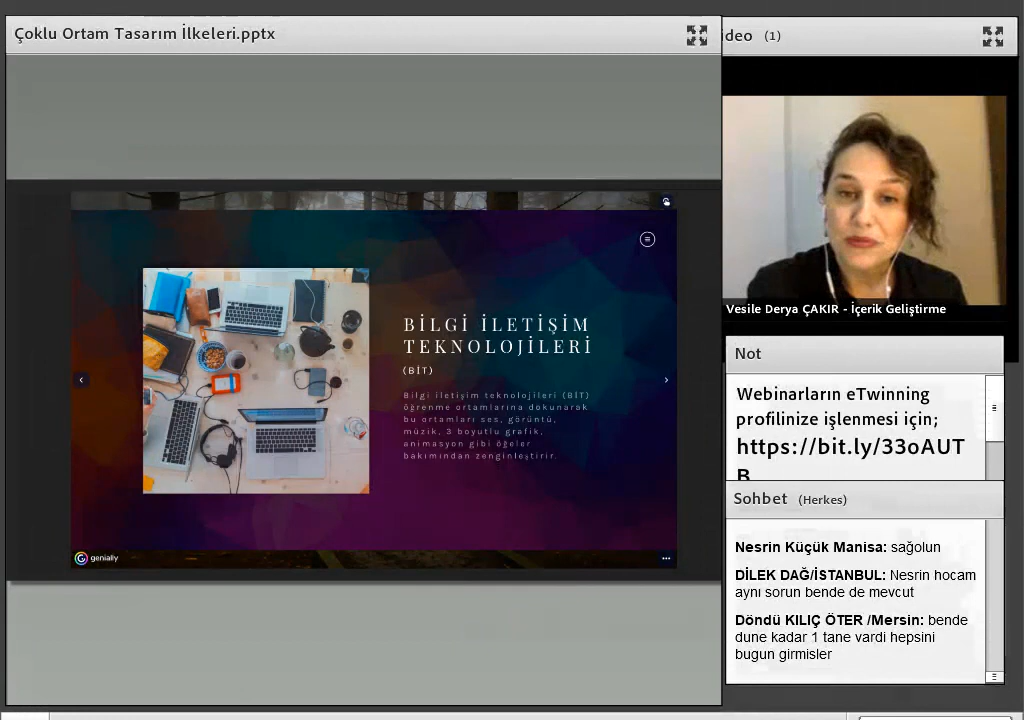 Çoklu Ortam Tasarım İlkeleri.pptx
ideo (1)
BİLGİ İLETİŞİM
TEKNOLOJİLERİ
(BİT)
Bilgi iletişim teknolojileri (BİT)
öğrenme ortamlarına dokunarak
bu ortamları ses, görüntü,
müzik, 3 boyutlu grafik,
animasyon gibi öğeler
bakımından zenginleştirir.
genially
Vesile Derya ÇAKIR - İçerik Geliştirme
Not
Webinarların eTwinning
profilinize işlenmesi için;
https://bit.ly/33oAUT
B
Sohbet (Herkes)
Nesrin Küçük Manisa: sağolun
DİLEK DAĞ/İSTANBUL: Nesrin hocam
aynı sorun bende de mevcut
Döndü KILIÇ ÖTER /Mersin: bende
dune kadar 1 tane vardi hepsini
bugun girmisler